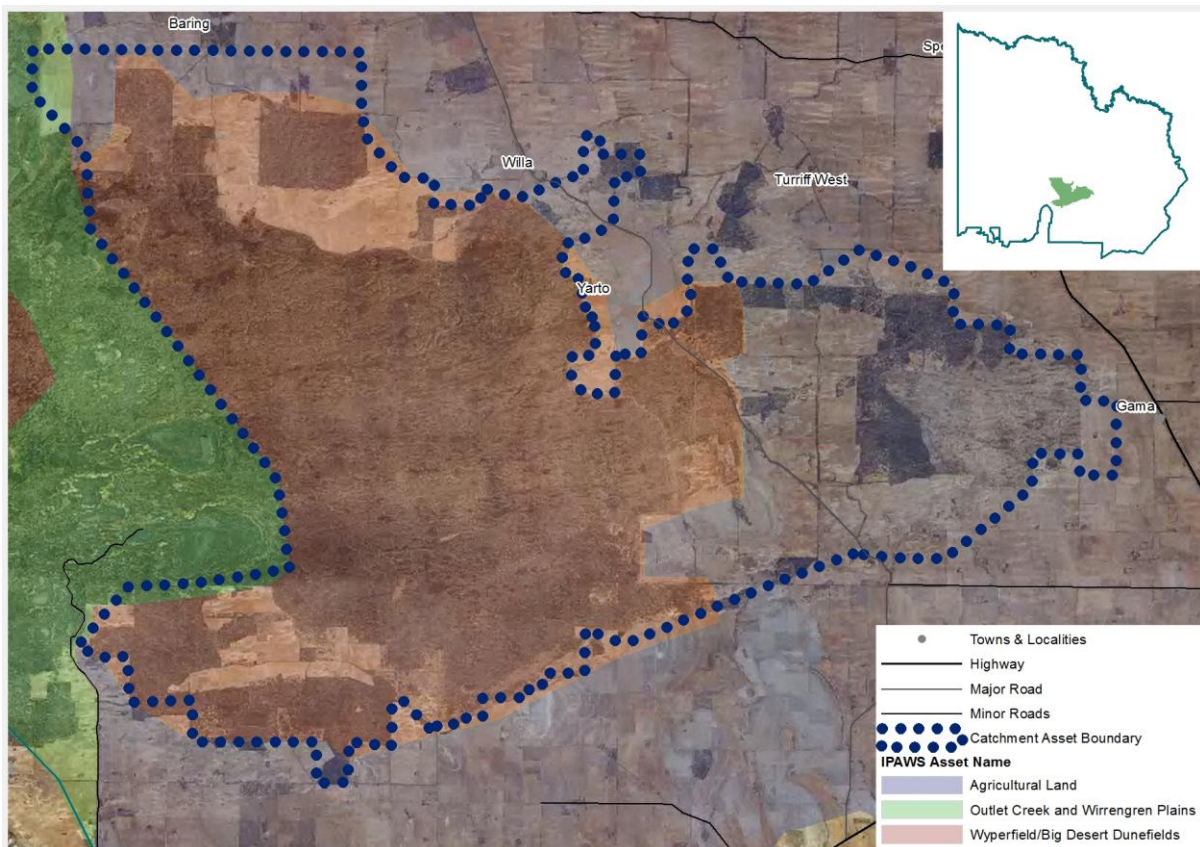 Baring
Willa
Turriff West
Yarto
Gama
Towns & Localities
Highway
Major Road
Minor Roads
Catchment Asset Boundary
IPAWS Asset Name
Agricultural Land
Outlet Creek and Wirrengren Plains
Wyperfield/Big Desert Dunefields